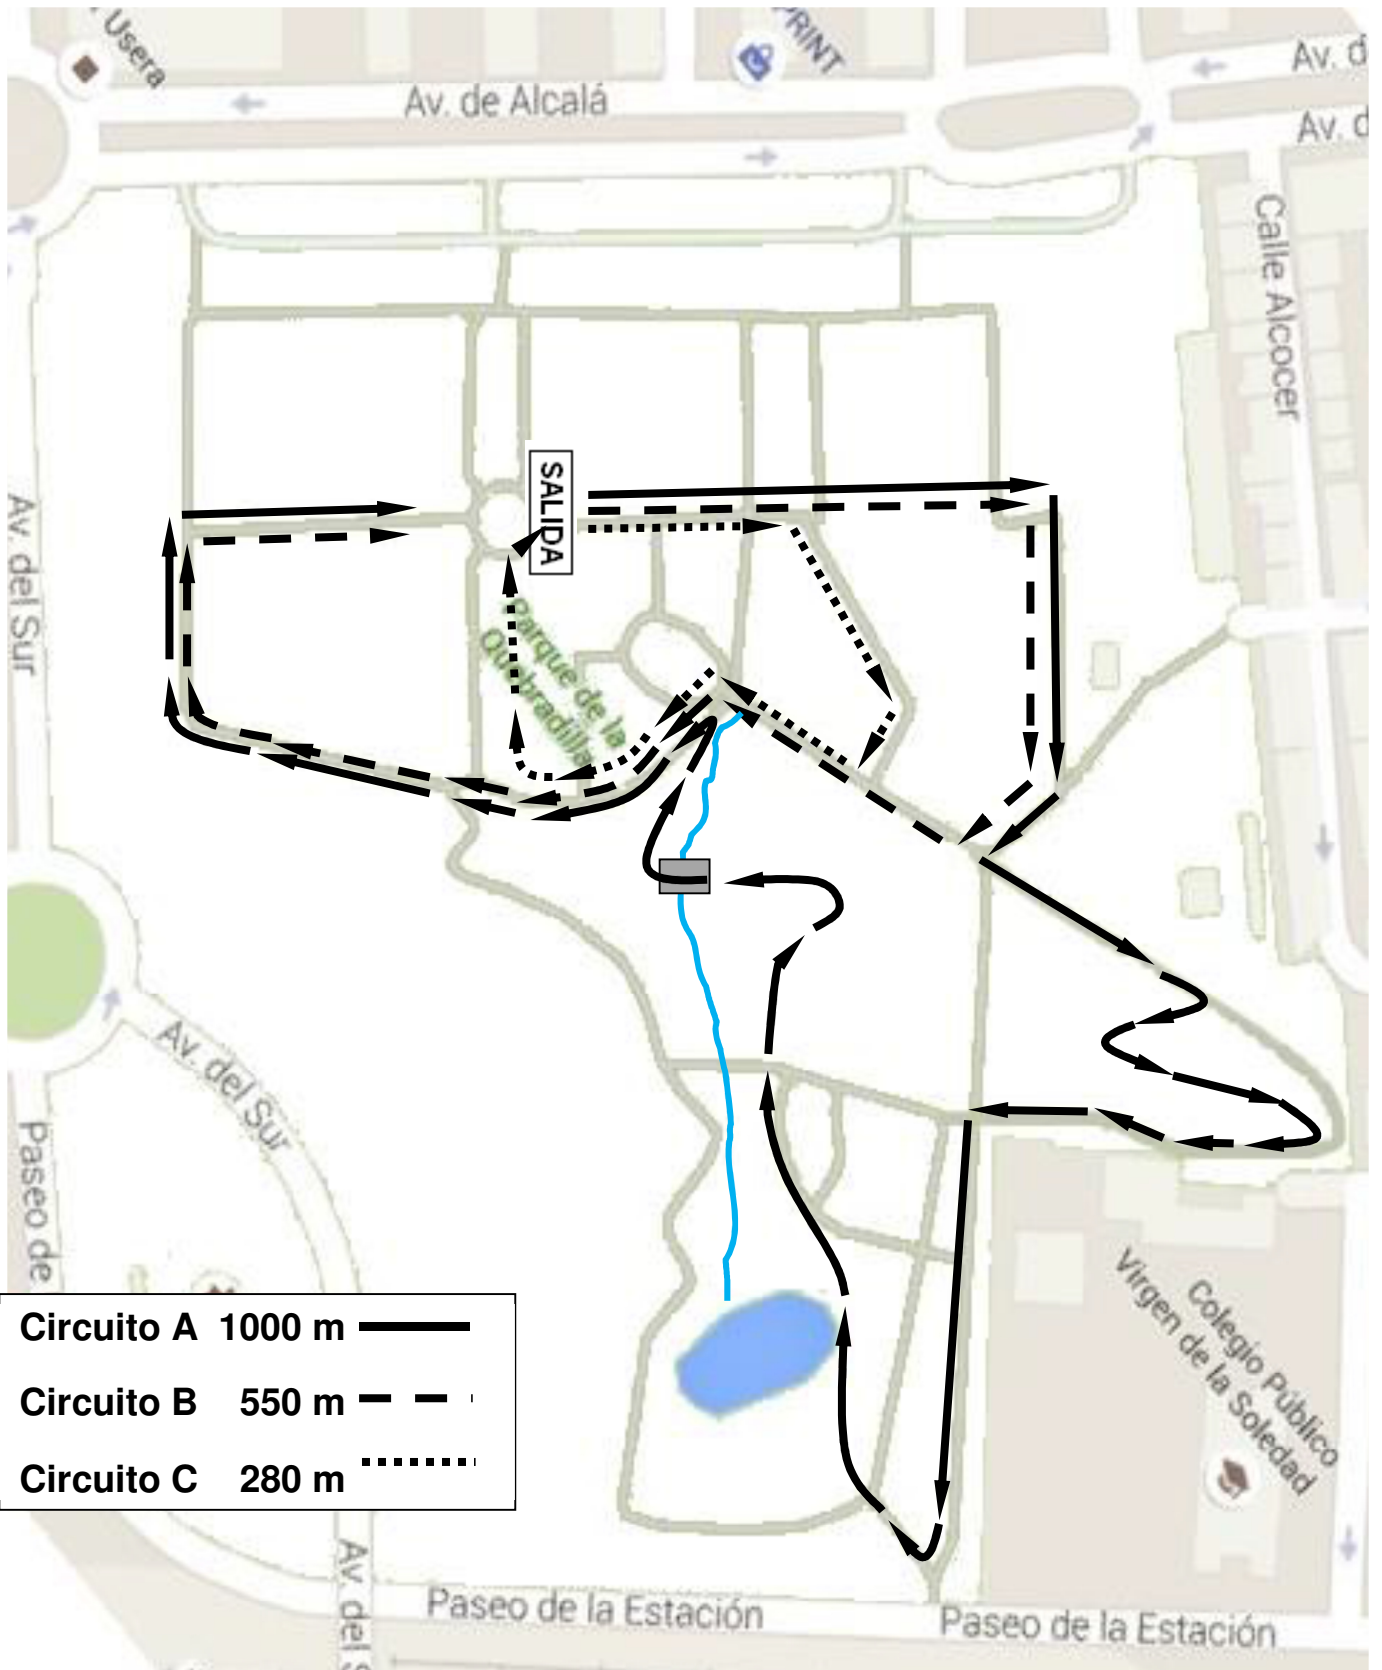 Usera
PRINT
Av. de Alcalá
Av. d
Av. d
Calle Alcocer
SALIDA
Av. del Sur
Parque de la
Quebradilla
Av. del Sur
Paseo de
Circuito A 1000 m
Circuito B 550 m
Circuito C 280 m
Colegio Público
Virgen de la Soledad
Av. del S
Paseo de la Estación
Paseo de la Estación